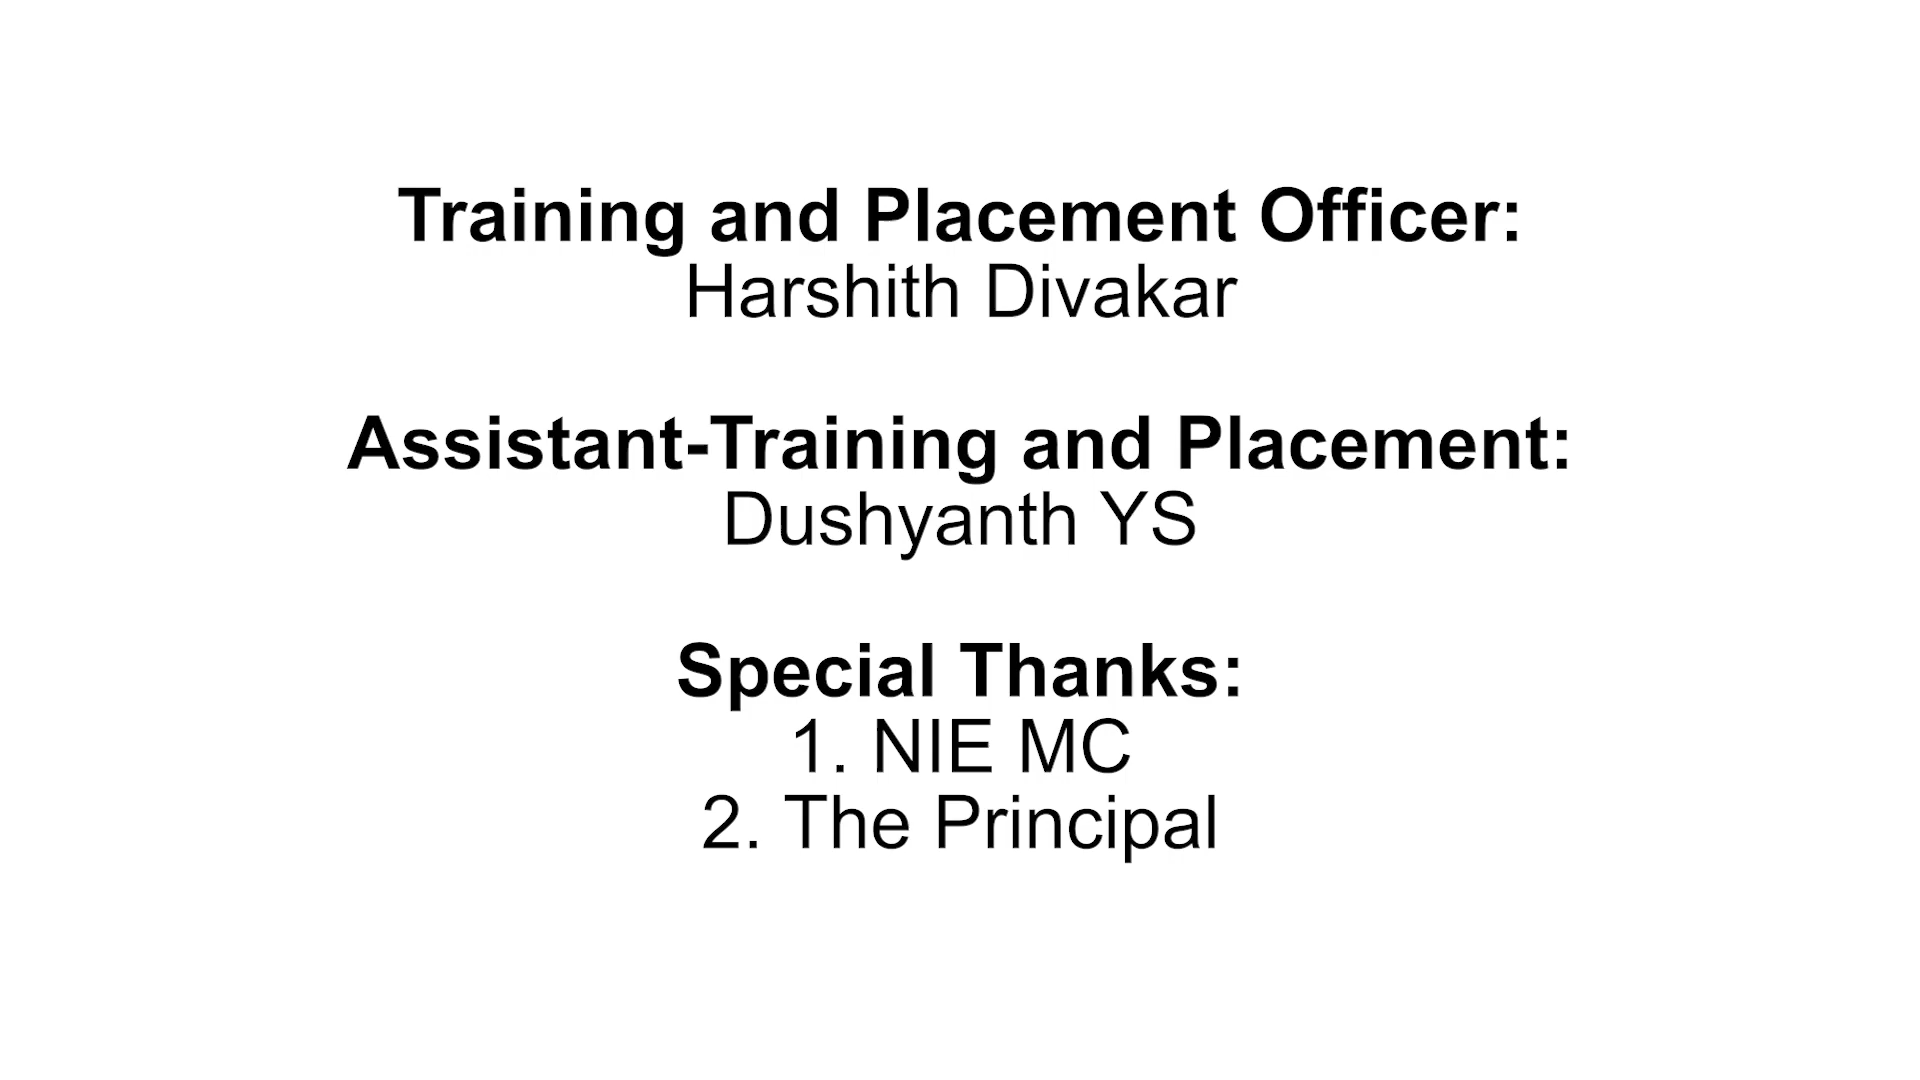 Training and Placement Officer:
Harshith Divakar
Assistant-Training and Placement:
Dushyanth YS
Special Thanks:
1. NIE MC
2. The Principal